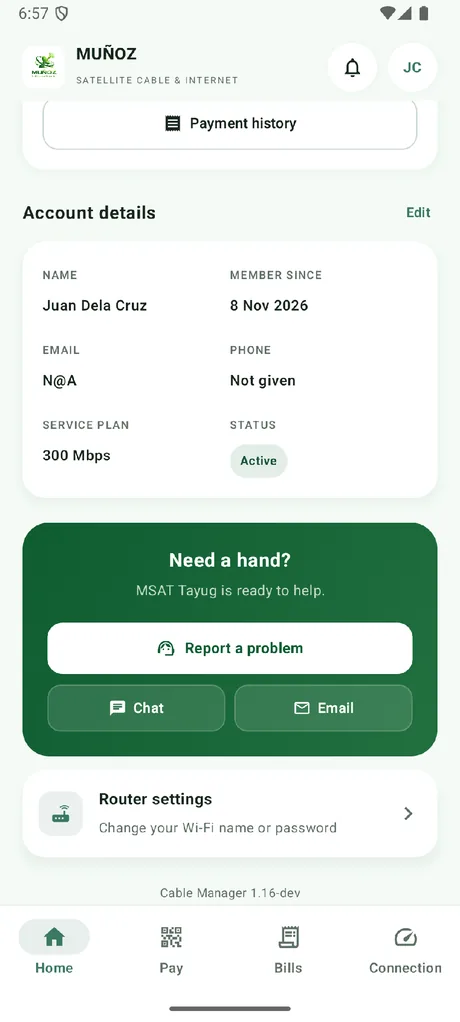 6:57
MUÑOZ
MUÑOZ
SATELLITE CABLE & INTERNET
JC
Payment history
Account details
Edit
NAME
MEMBER SINCE
Juan Dela Cruz
8 Nov 2026
EMAIL
PHONE
N@A
Not given
SERVICE PLAN
STATUS
300 Mbps
Active
Need a hand?
MSAT Tayug is ready to help.
Report a problem
Chat
Email
Router settings
Change your Wi-Fi name or password
Cable Manager 1.16-dev
Home
Pay
Bills
Connection